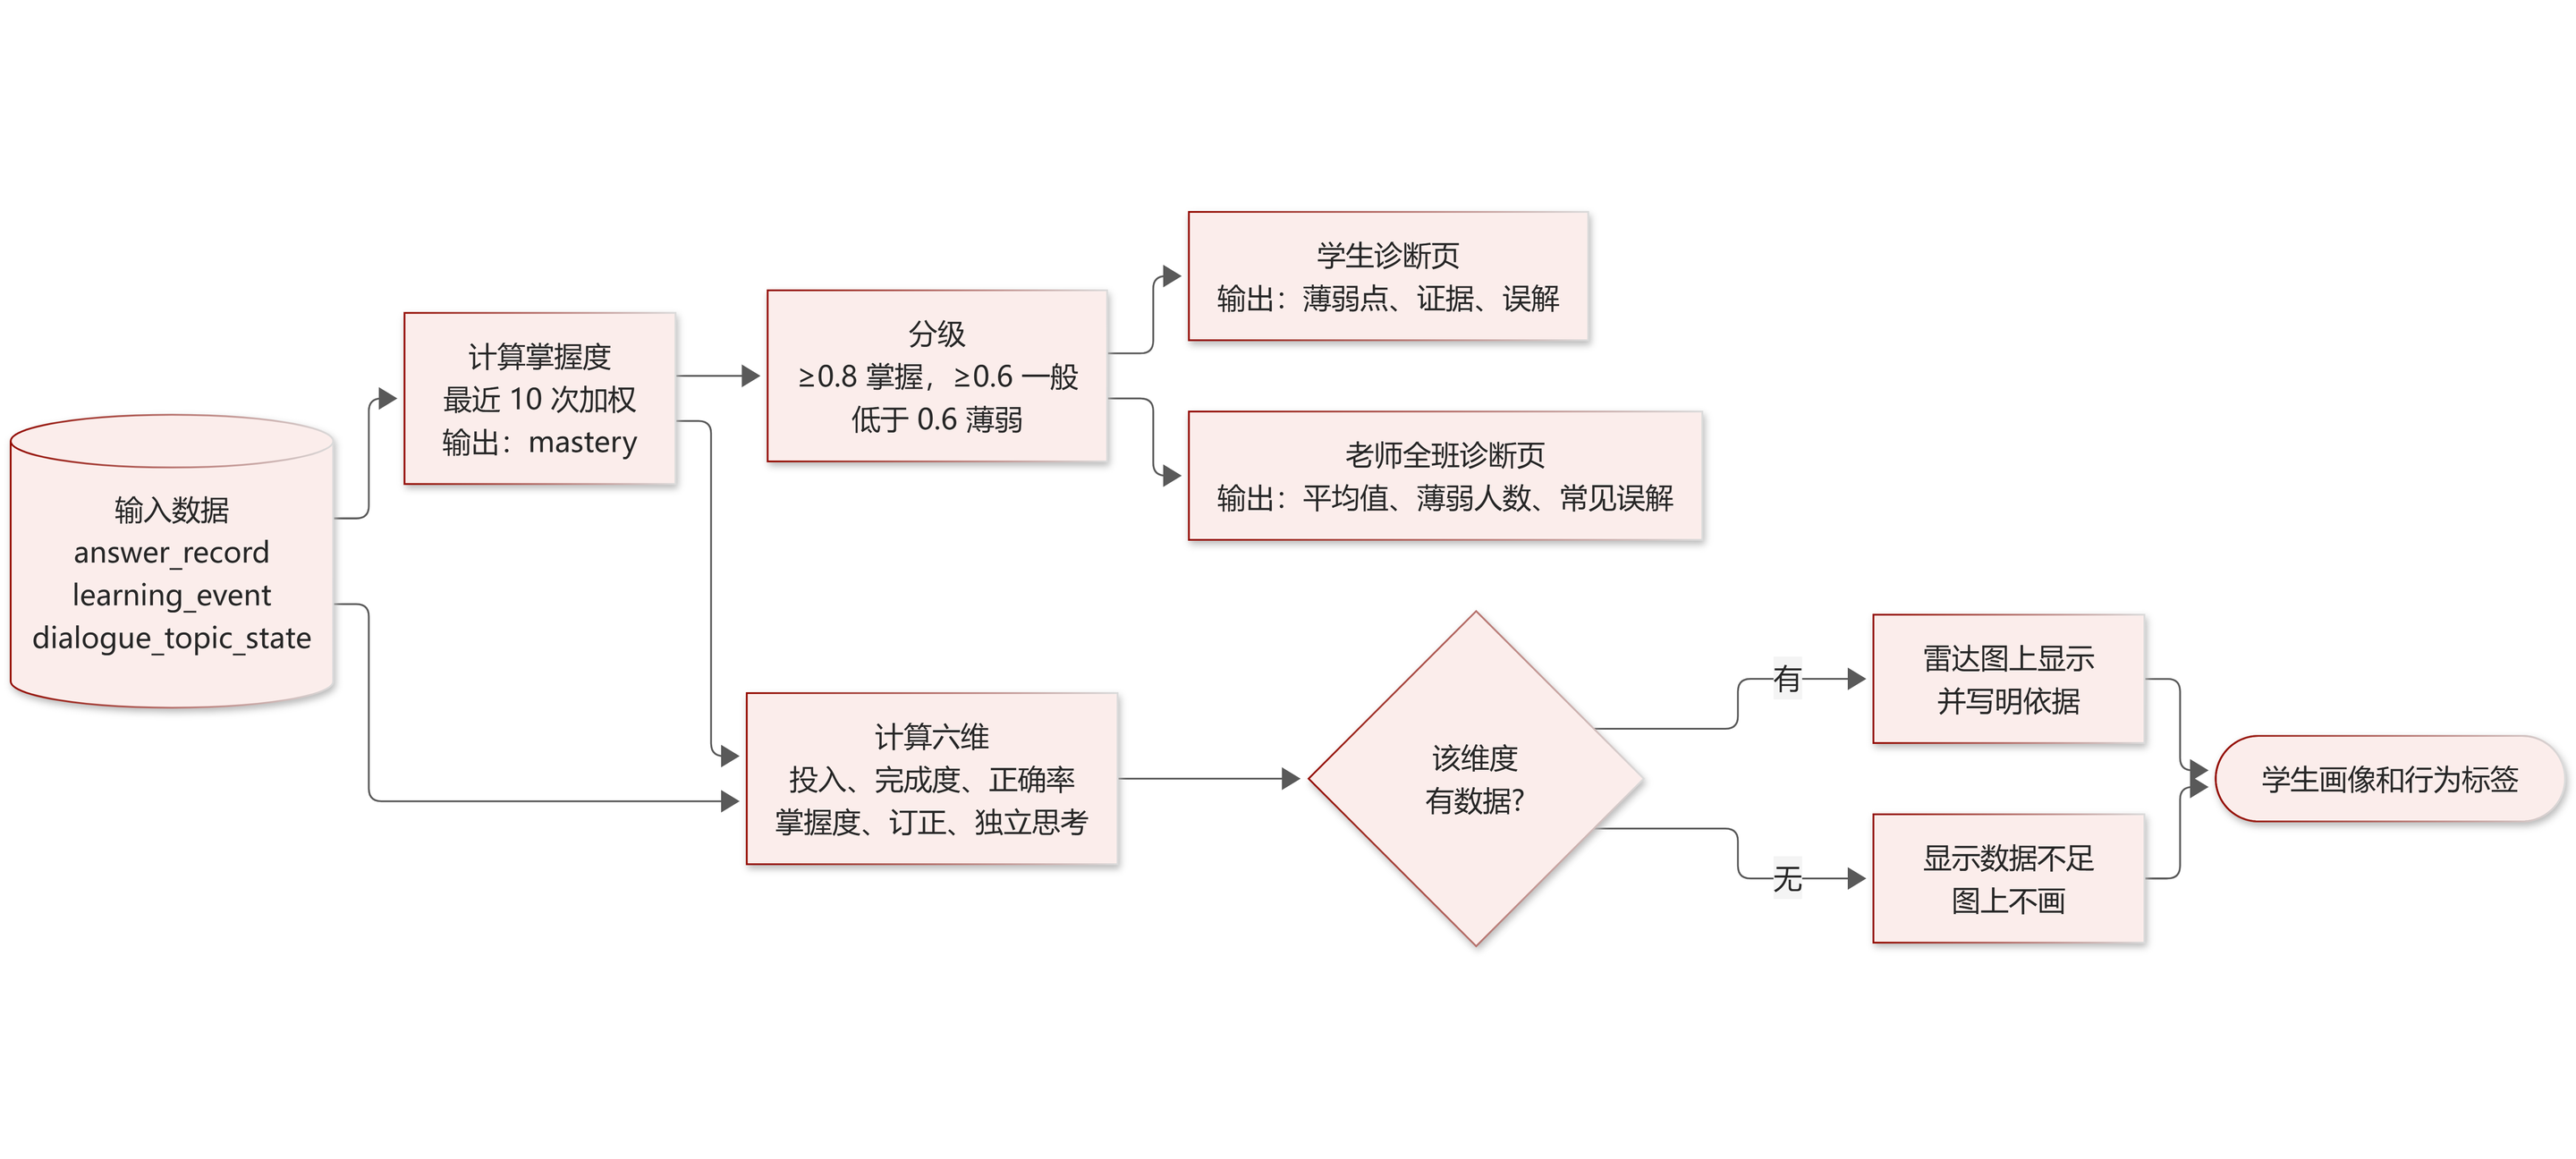 输入数据
answer_record
learning_event
dialogue_topic_state
计算掌握度
最近 10 次加权
输出：mastery
分级
≥0.8 掌握，≥0.6 一般
低于 0.6 薄弱
学生诊断页
输出：薄弱点、证据、误解
老师全班诊断页
输出：平均值、薄弱人数、常见误解
计算六维
投入、完成度、正确率
掌握度、订正、独立思考
该维度
有数据?
有
无
雷达图上显示
并写明依据
显示数据不足
图上不画
学生画像和行为标签